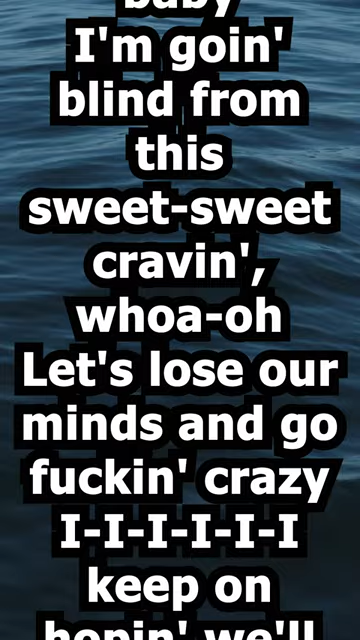 baby
I'm goin'
blind from
this
sweet-sweet
cravin',
whoa-oh
Let's lose our
minds and go
fuckin' crazy
I-I-I-I-I-I
keep on
hopin' we'll